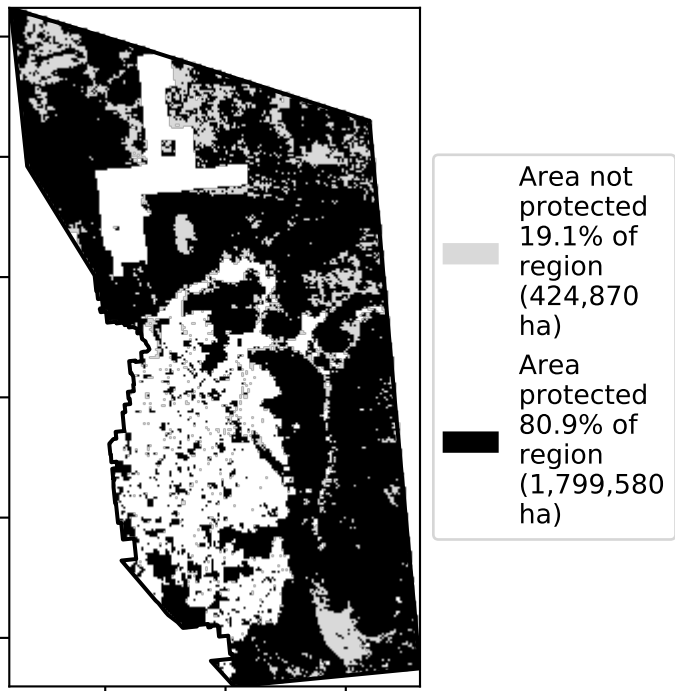 Area not
protected
19.1% of
region
(424,870
ha)
Area
protected
80.9% of
region
(1,799,580
ha)